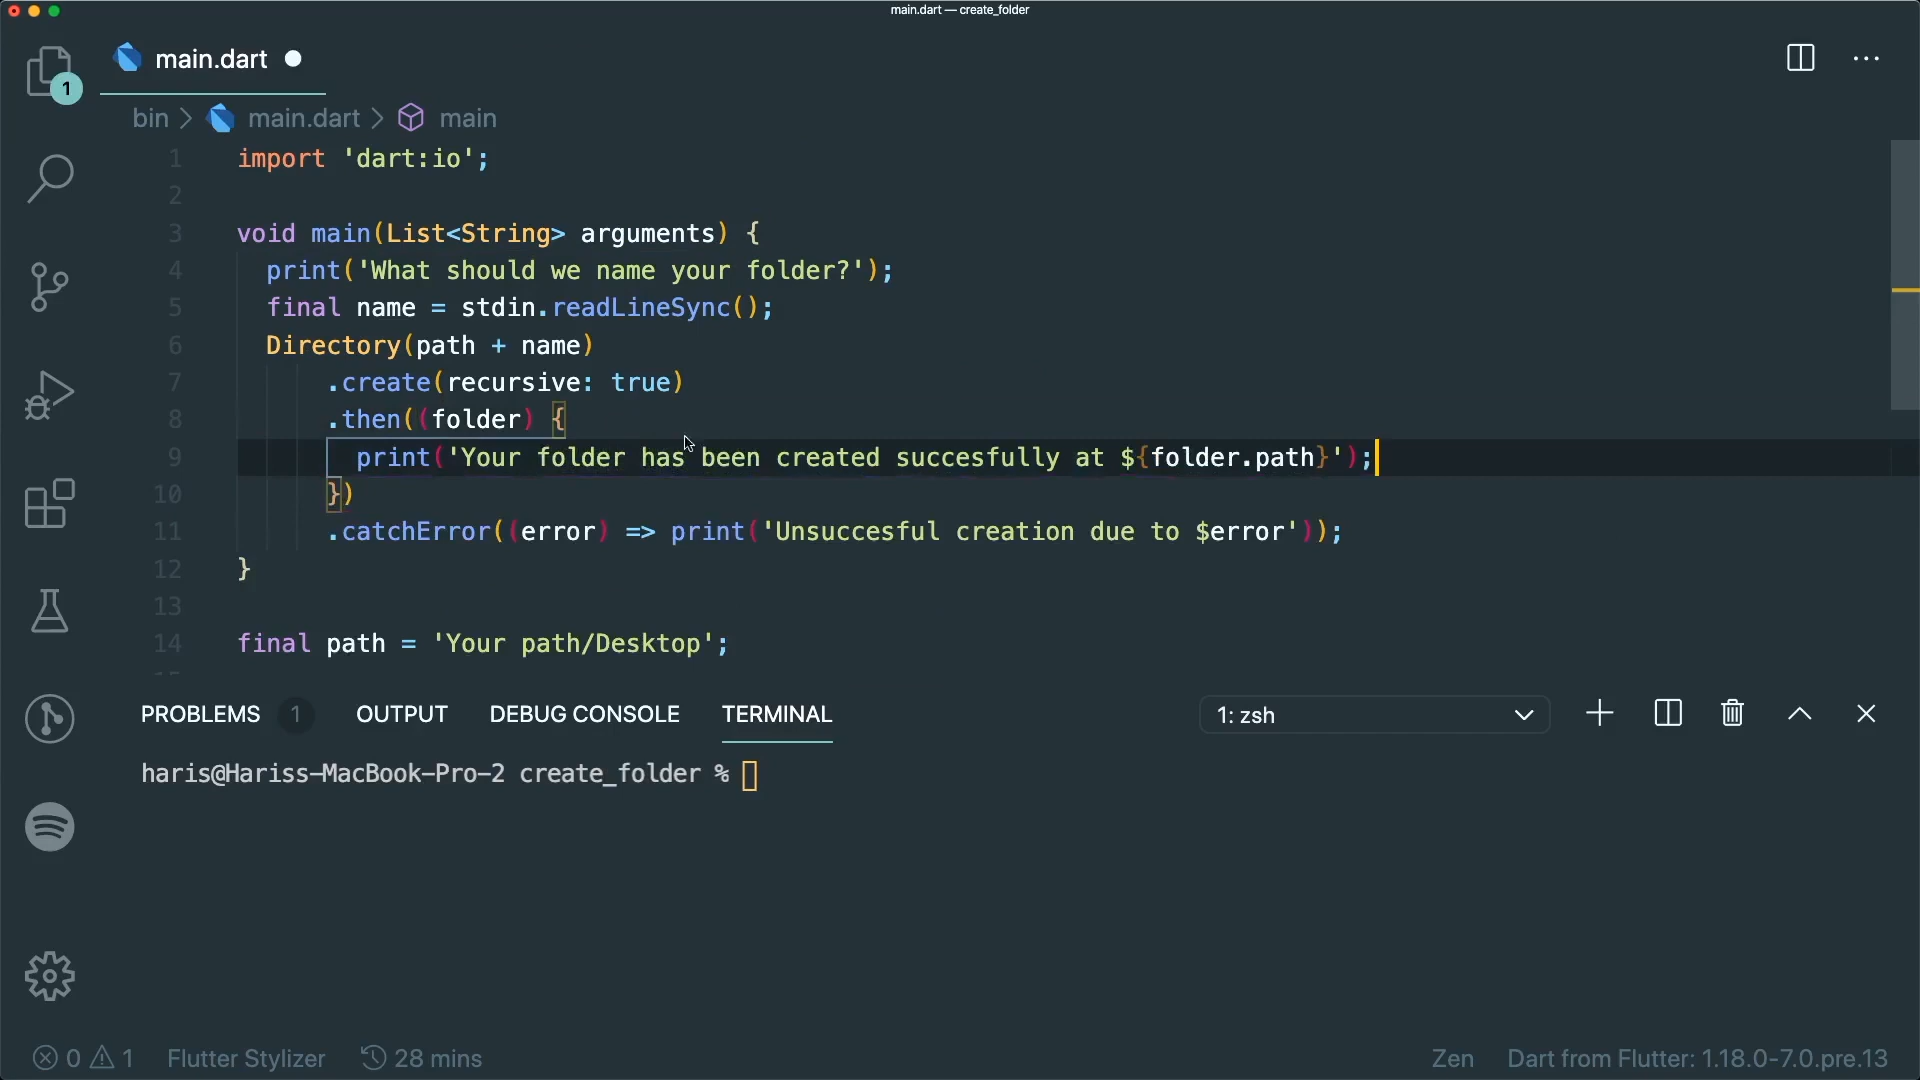 main.dart — create_folder
main.dart
1
bin > main.dart > main
1 import 'dart:io';
2
3 void main(List<String> arguments) {
4 print('What should we name your folder?');
5 final name = stdin.readLineSync();
6 Directory(path + name)
7 .create(recursive: true)
8 .then((folder) {
9 print('Your folder has been created succesfully at ${folder.path}');
10 })
11 .catchError((error) => print('Unsuccesful creation due to $error'));
12 }
13
14 final path = 'Your path/Desktop';
PROBLEMS 1 OUTPUT DEBUG CONSOLE TERMINAL 1: zsh
haris@Hariss-MacBook-Pro-2 create_folder %
0 1 Flutter Stylizer 28 mins Zen Dart from Flutter: 1.18.0-7.0.pre.13